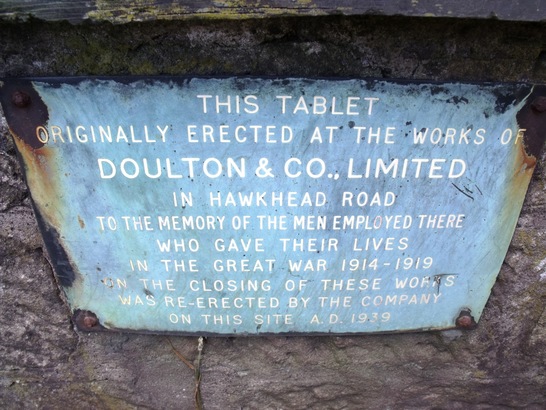 THIS TABLET
ORIGINALLY ERECTED AT THE WORKS OF
DOULTON & CO., LIMITED
IN HAWKHEAD ROAD
TO THE MEMORY OF THE MEN EMPLOYED THERE
WHO GAVE THEIR LIVES
IN THE GREAT WAR 1914-1919
ON THE CLOSING OF THESE WORKS
WAS RE-ERECTED BY THE COMPANY
ON THIS SITE A.D. 1939